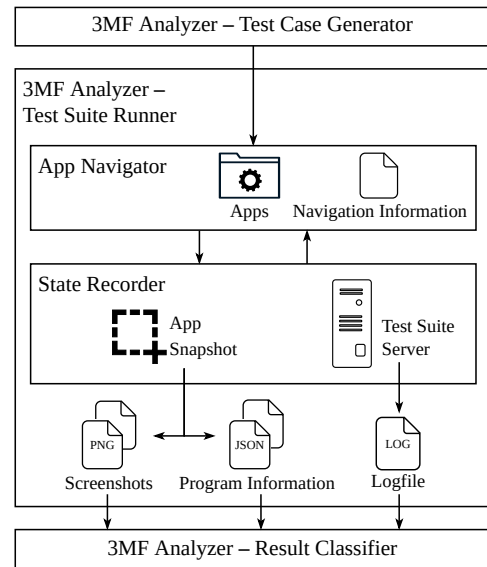 3MF Analyzer – Test Case Generator
3MF Analyzer –
Test Suite Runner
App Navigator
Apps
Navigation Information
State Recorder
App
Snapshot
Test Suite
Server
PNG
JSON
LOG
Screenshots
Program Information
Logfile
3MF Analyzer – Result Classifier